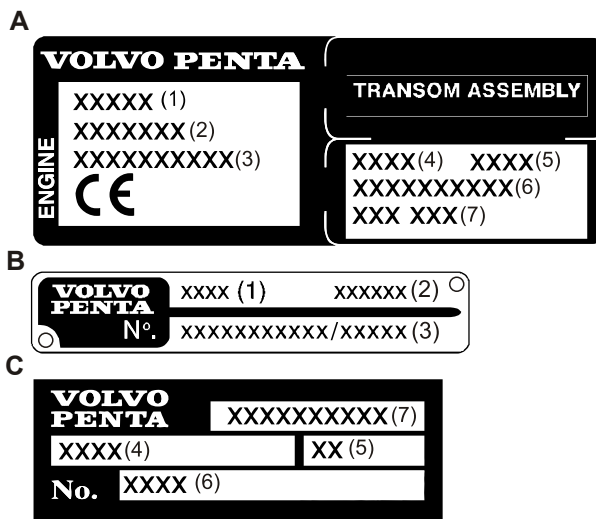 A
VOLVO PENTA
ENGINE
XXXXX (1)
XXXXXXX (2)
XXXXXXXXXX(3)
CE
TRANSOM ASSEMBLY
XXXX(4) XXXX(5)
XXXXXXXXXX(6)
XXX XXX(7)
B
VOLVO
PENTA
Nº.
xxxx (1) xxxxxx (2)
xxxxxxxxxxx/xxxxx (3)
C
VOLVO
PENTA
XXXXXXXXXX(7)
XXXX(4) XX (5)
No. XXXX (6)